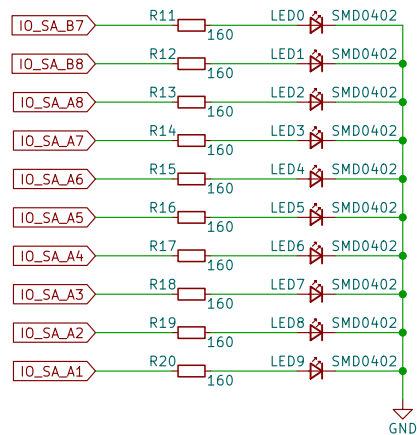 IO_SA_B7 R11 160 LED0 SMD0402
IO_SA_B8 R12 160 LED1 SMD0402
IO_SA_A8 R13 160 LED2 SMD0402
IO_SA_A7 R14 160 LED3 SMD0402
IO_SA_A6 R15 160 LED4 SMD0402
IO_SA_A5 R16 160 LED5 SMD0402
IO_SA_A4 R17 160 LED6 SMD0402
IO_SA_A3 R18 160 LED7 SMD0402
IO_SA_A2 R19 160 LED8 SMD0402
IO_SA_A1 R20 160 LED9 SMD0402
GND